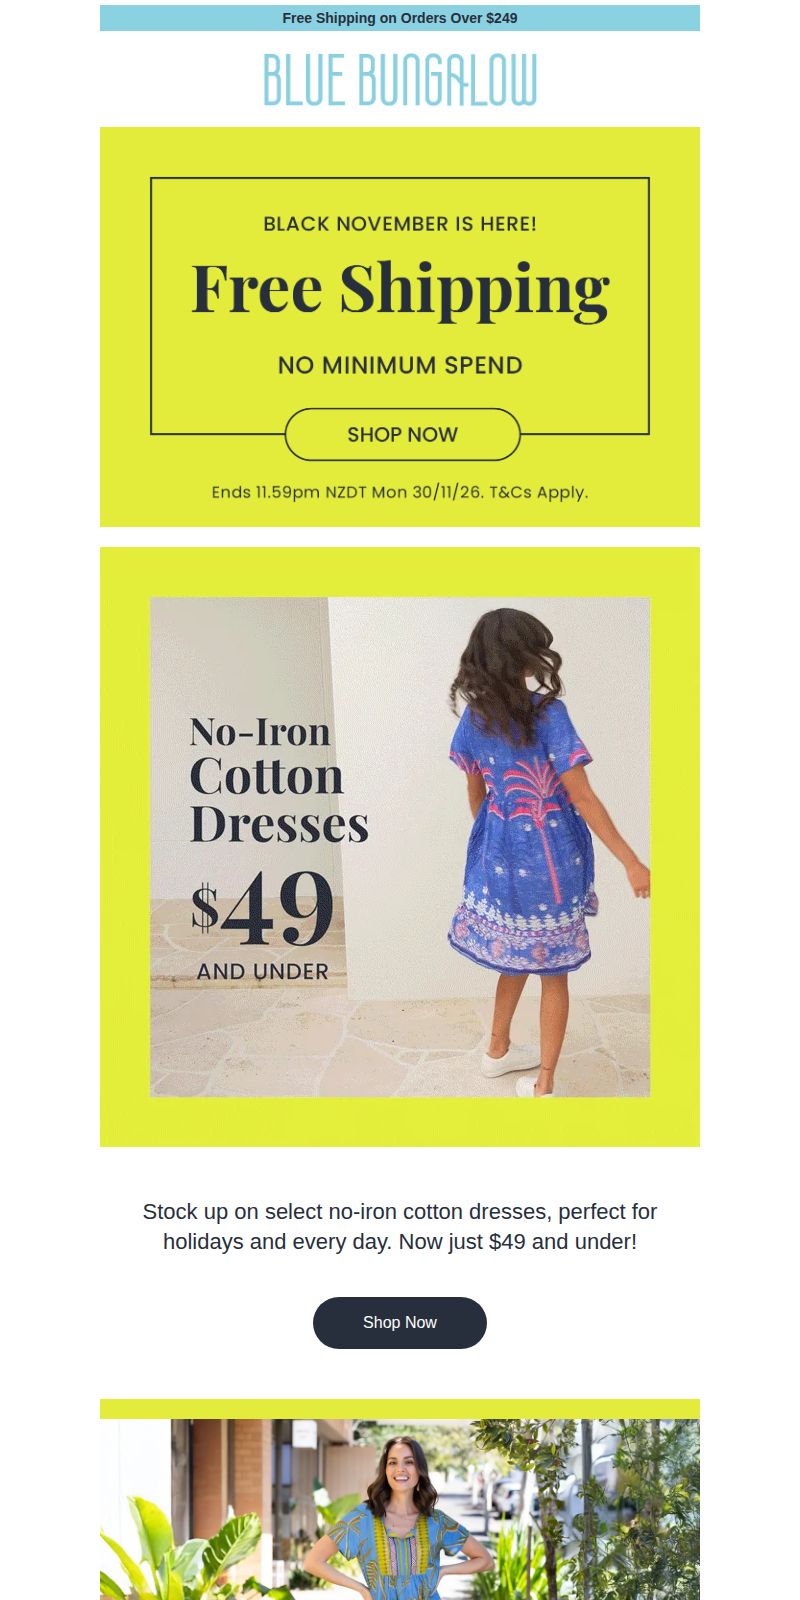 Free Shipping on Orders Over $249
BLUE BUNGALOW
BLACK NOVEMBER IS HERE!
Free Shipping
NO MINIMUM SPEND
SHOP NOW
Ends 11.59pm NZDT Mon 30/11/26. T&Cs Apply.
No-Iron
Cotton
Dresses
$49
AND UNDER
Stock up on select no-iron cotton dresses, perfect for
holidays and every day. Now just $49 and under!
Shop Now